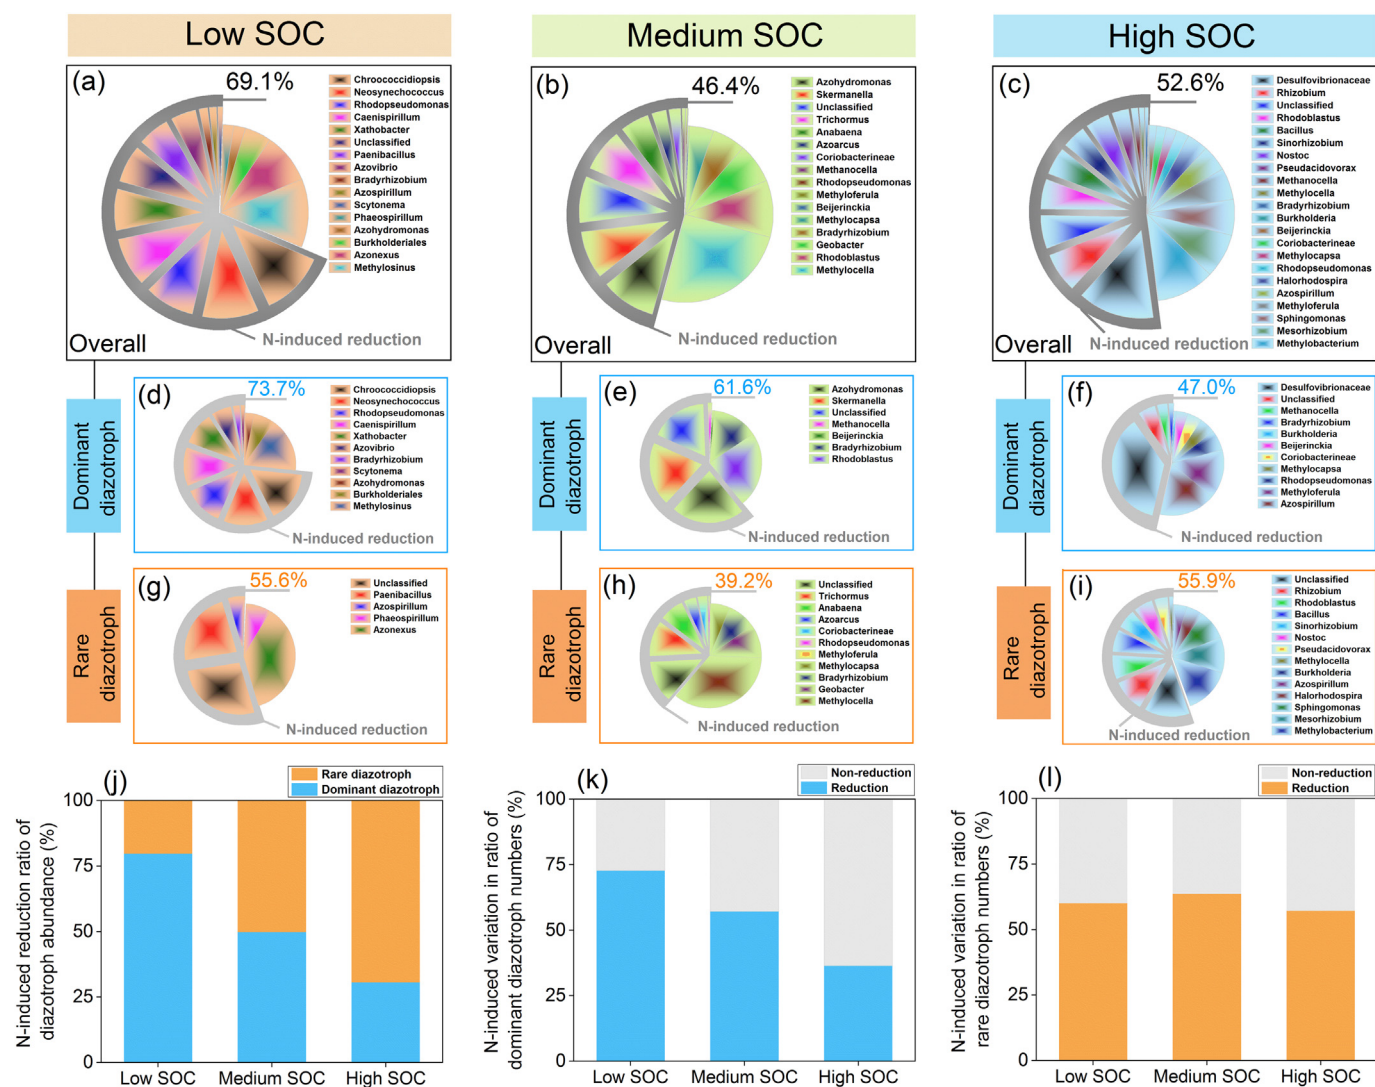 Low SOC
Medium SOC
High SOC
(a)
69.1%
Chroococcidiopsis
Neosynechococcus
Rhodopseudomonas
Caenispirillum
Xathobacter
Unclassified
Paenibacillus
Azovibrio
Bradyrhizobium
Azospirillum
Scytonema
Phaeospirillum
Azohydromonas
Burkholderiales
Azonexus
Methylosinus
N-induced reduction
Overall
(b)
46.4%
Azohydromonas
Skermanella
Unclassified
Trichormus
Anabaena
Azoarcus
Coriobacterineae
Methanocella
Rhodopseudomonas
Methyloferula
Beijerinckia
Methylocapsa
Bradyrhizobium
Geobacter
Rhodoblastus
Methylocella
N-induced reduction
Overall
(c)
52.6%
Desulfovibrionaceae
Rhizobium
Unclassified
Rhodoblastus
Bacillus
Sinorhizobium
Nostoc
Pseudacidovorax
Methanocella
Methylocella
Bradyrhizobium
Burkholderia
Beijerinckia
Coriobacterineae
Methylocapsa
Rhodopseudomonas
Halorhodospira
Azospirillum
Methyloferula
Sphingomonas
Mesorhizobium
Methylobacterium
N-induced reduction
Overall
Dominant
diazotroph
(d)
73.7%
Chroococcidiopsis
Neosynechococcus
Rhodopseudomonas
Caenispirillum
Xathobacter
Azovibrio
Bradyrhizobium
Scytonema
Azohydromonas
Burkholderiales
Methylosinus
N-induced reduction
Dominant
diazotroph
(e)
61.6%
Azohydromonas
Skermanella
Unclassified
Methanocella
Beijerinckia
Bradyrhizobium
Rhodoblastus
N-induced reduction
Dominant
diazotroph
(f)
47.0%
Desulfovibrionaceae
Unclassified
Methanocella
Bradyrhizobium
Burkholderia
Beijerinckia
Coriobacterineae
Methylocapsa
Rhodopseudomonas
Methyloferula
Azospirillum
N-induced reduction
Rare
diazotroph
(g)
55.6%
Unclassified
Paenibacillus
Azospirillum
Phaeospirillum
Azonexus
N-induced reduction
Rare
diazotroph
(h)
39.2%
Unclassified
Trichormus
Anabaena
Azoarcus
Coriobacterineae
Rhodopseudomonas
Methyloferula
Methylocapsa
Bradyrhizobium
Geobacter
Methylocella
N-induced reduction
Rare
diazotroph
(i)
55.9%
Unclassified
Rhizobium
Rhodoblastus
Bacillus
Sinorhizobium
Nostoc
Pseudacidovorax
Methylocella
Burkholderia
Azospirillum
Halorhodospira
Sphingomonas
Mesorhizobium
Methylobacterium
N-induced reduction
(j)
Rare diazotroph
Dominant diazotroph
N-induced reduction ratio of
diazotroph abundance (%)
100
75
50
25
0
Low SOC
Medium SOC
High SOC
(k)
Non-reduction
Reduction
N-induced variation in ratio of
dominant diazotroph numbers (%)
100
75
50
25
0
Low SOC
Medium SOC
High SOC
(l)
Non-reduction
Reduction
N-induced variation in ratio of
rare diazotroph numbers (%)
100
75
50
25
0
Low SOC
Medium SOC
High SOC